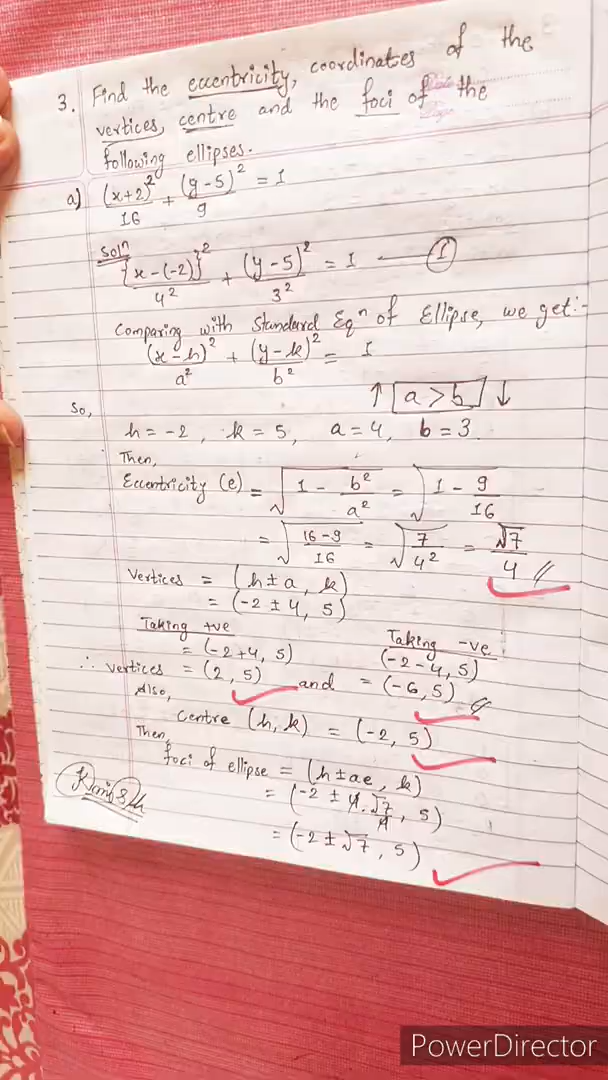 3. Find the eccentricity, coordinates of the
vertices, centre and the foci of the
following ellipses.
a) (x+2)²/16 + (y-5)²/9 = 1
Solⁿ
{x-(-2)}²/4² + (y-5)²/3² = 1 — (1)
Comparing with Standard Eqⁿ of Ellipse, we get:-
(x-h)²/a² + (y-k)²/b² = 1
↑ [a > b] ↓
So,
h = -2, k = 5, a = 4, b = 3.
Then,
Eccentricity (e) = √(1 - b²/a²) = √(1 - 9/16)
= √((16-9)/16) = √(7/4²) = √7/4 //
Vertices = (h ± a, k)
= (-2 ± 4, 5)
Taking +ve Taking -ve
= (-2+4, 5) (-2-4, 5)
∴ Vertices = (2, 5) and = (-6, 5)
Also,
Centre (h, k) = (-2, 5)
Then,
foci of ellipse = (h ± ae, k)
= (-2 ± 4·√7/4, 5)
= (-2 ± √7, 5)
PowerDirector